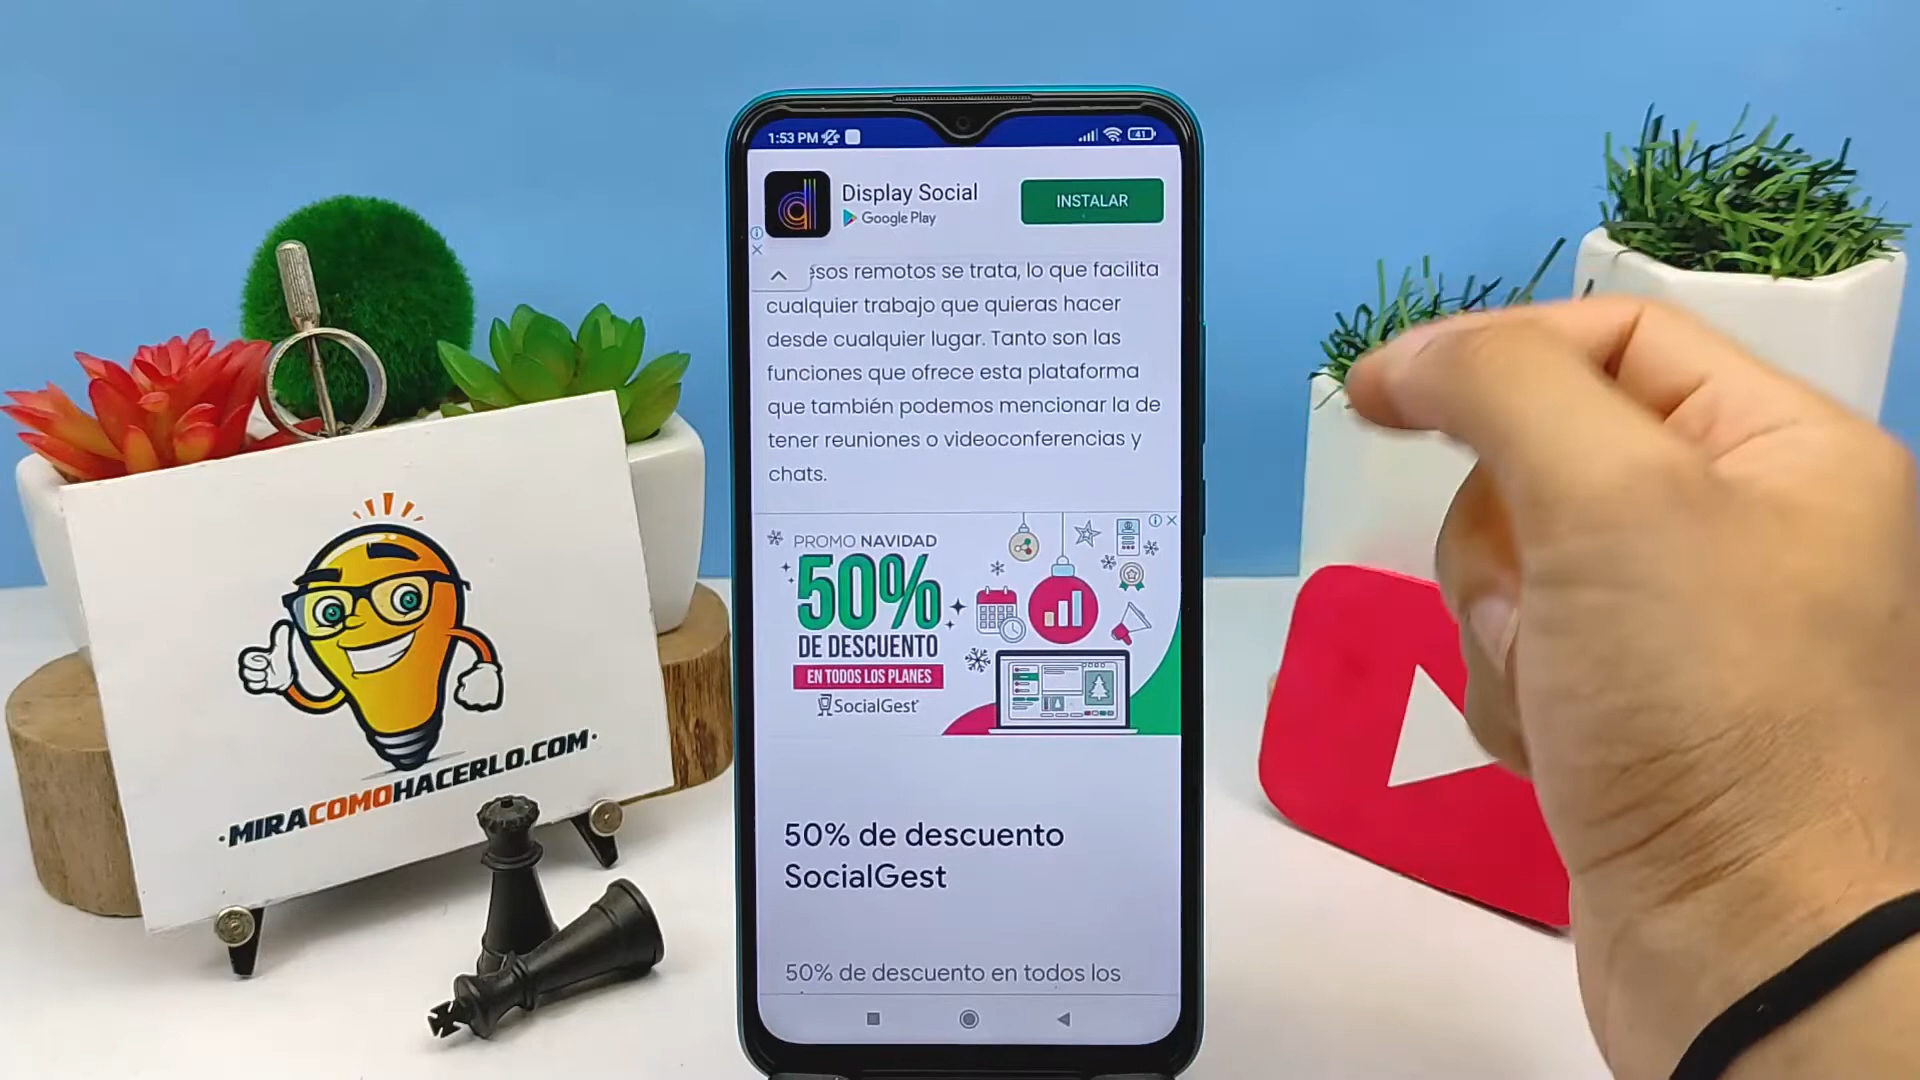 1:53 PM
41
Display Social
Google Play
INSTALAR
esos remotos se trata, lo que facilita
cualquier trabajo que quieras hacer
desde cualquier lugar. Tanto son las
funciones que ofrece esta plataforma
que también podemos mencionar la de
tener reuniones o videoconferencias y
chats.
PROMO NAVIDAD
50%
DE DESCUENTO
EN TODOS LOS PLANES
SocialGest
50% de descuento
SocialGest
50% de descuento en todos los
·MIRACOMOHACERLO.COM·